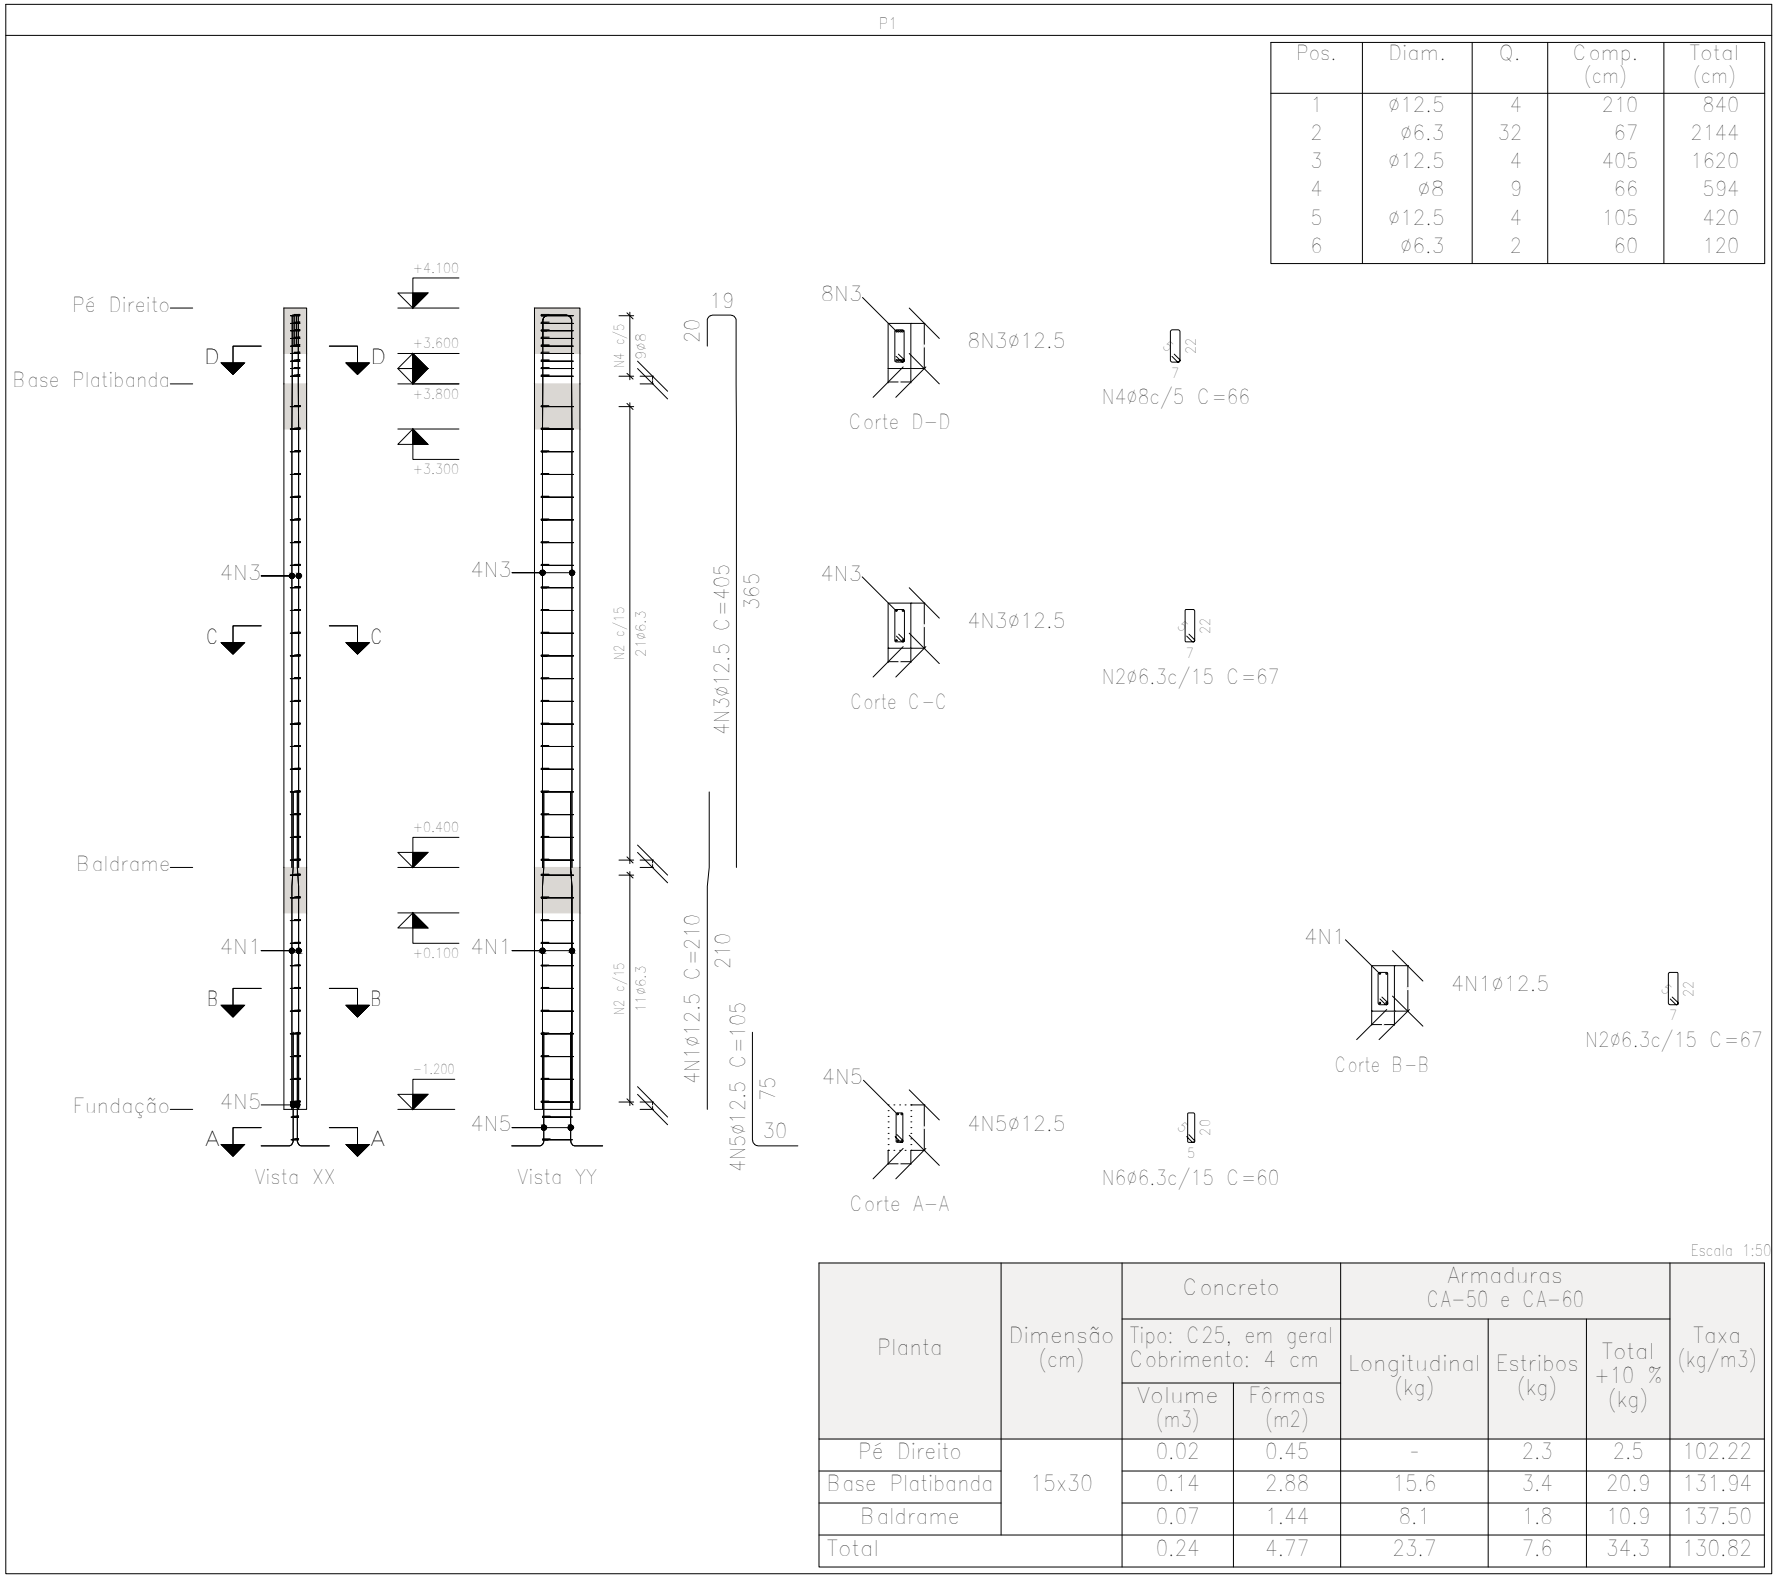 P1
Pos. Diam. Q. Comp. (cm) Total (cm)
1 ø12.5 4 210 840
2 ø6.3 32 67 2144
3 ø12.5 4 405 1620
4 ø8 9 66 594
5 ø12.5 4 105 420
6 ø6.3 2 60 120
Pé Direito
Base Platibanda
Baldrame
Fundação
D D
4N3
C C
4N1
B B
4N5
A A
Vista XX
+4.100
+3.600
+3.800
+3.300
+0.400
+0.100
-1.200
4N3
4N1
4N5
Vista YY
N4 c/5
9ø8
N2 c/15
21ø6.3
N2 c/15
11ø6.3
19
20
4N3ø12.5 C=405
365
4N1ø12.5 C=210
210
4N5ø12.5 C=105
75
30
8N3
8N3ø12.5
Corte D-D
5
22
7
N4ø8c/5 C=66
4N3
4N3ø12.5
Corte C-C
5
22
7
N2ø6.3c/15 C=67
4N1
4N1ø12.5
Corte B-B
5
22
7
N2ø6.3c/15 C=67
4N5
4N5ø12.5
Corte A-A
5
20
5
N6ø6.3c/15 C=60
Escala 1:50
Planta
Dimensão
(cm)
Concreto
Tipo: C25, em geral
Cobrimento: 4 cm
Volume
(m3)
Fôrmas
(m2)
Armaduras
CA-50 e CA-60
Longitudinal
(kg)
Estribos
(kg)
Total
+10 %
(kg)
Taxa
(kg/m3)
Pé Direito 0.02 0.45 - 2.3 2.5 102.22
Base Platibanda 15x30 0.14 2.88 15.6 3.4 20.9 131.94
Baldrame 0.07 1.44 8.1 1.8 10.9 137.50
Total 0.24 4.77 23.7 7.6 34.3 130.82